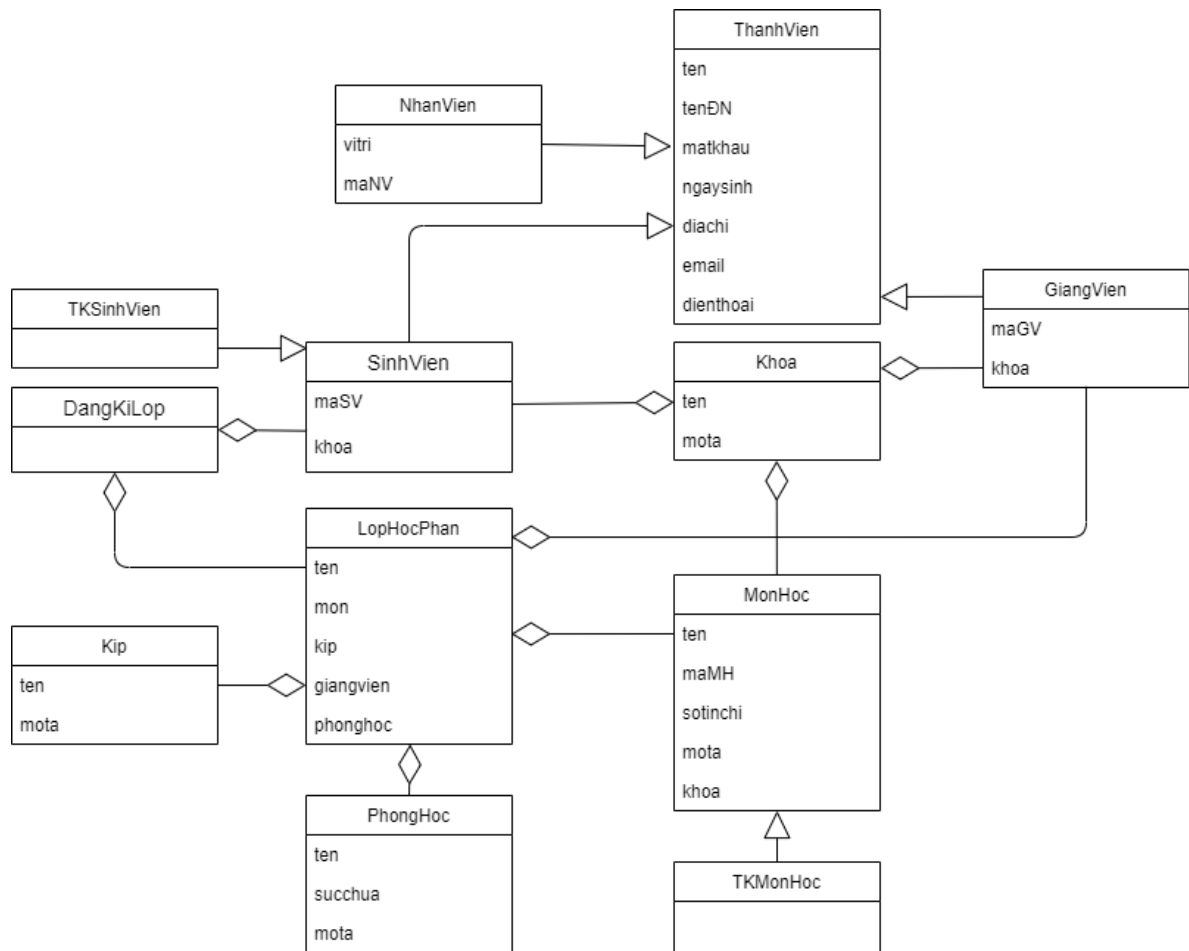 ThanhVien
ten
tenĐN
matkhau
ngaysinh
diachi
email
dienthoai
NhanVien
vitri
maNV
GiangVien
maGV
khoa
TKSinhVien
SinhVien
maSV
khoa
Khoa
ten
mota
DangKiLop
LopHocPhan
ten
mon
kip
giangvien
phonghoc
MonHoc
ten
maMH
sotinchi
mota
khoa
Kip
ten
mota
PhongHoc
ten
succhua
mota
TKMonHoc